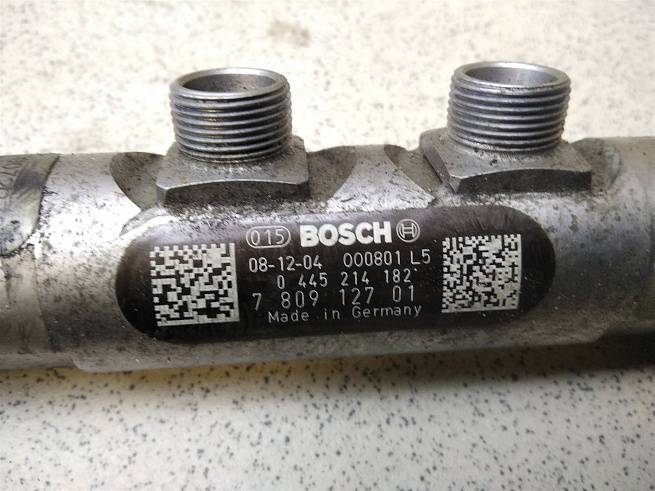 015 BOSCH
08-12-04 000801 L5
0 445 214 182
7 809 127 01
Made in Germany